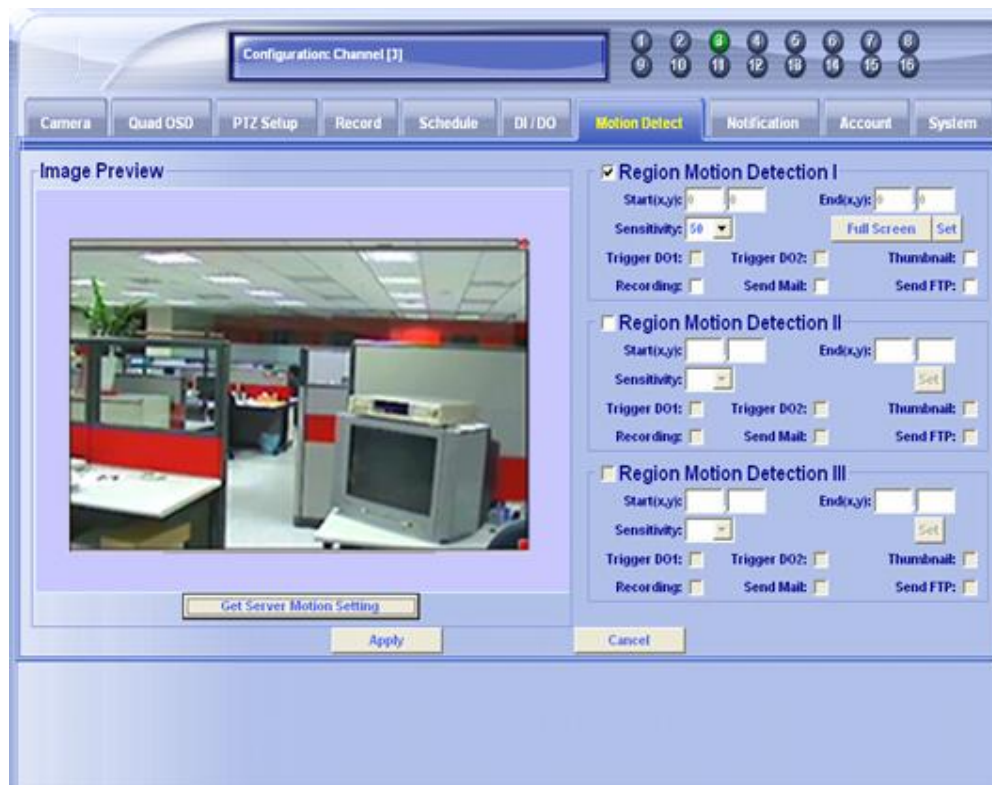 Configuration: Channel [3]
1 2 3 4 5 6 7 8
9 10 11 12 13 14 15 16
Camera Quad OSD PTZ Setup Record Schedule DI / DO Motion Detect Notification Account System
Image Preview
Get Server Motion Setting
Region Motion Detection I
Start(x,y): 0 0 End(x,y): 0 0
Sensitivity: 50 Full Screen Set
Trigger DO1: Trigger DO2: Thumbnail:
Recording: Send Mail: Send FTP:
Region Motion Detection II
Start(x,y): End(x,y):
Sensitivity: Set
Trigger DO1: Trigger DO2: Thumbnail:
Recording: Send Mail: Send FTP:
Region Motion Detection III
Start(x,y): End(x,y):
Sensitivity: Set
Trigger DO1: Trigger DO2: Thumbnail:
Recording: Send Mail: Send FTP:
Apply Cancel